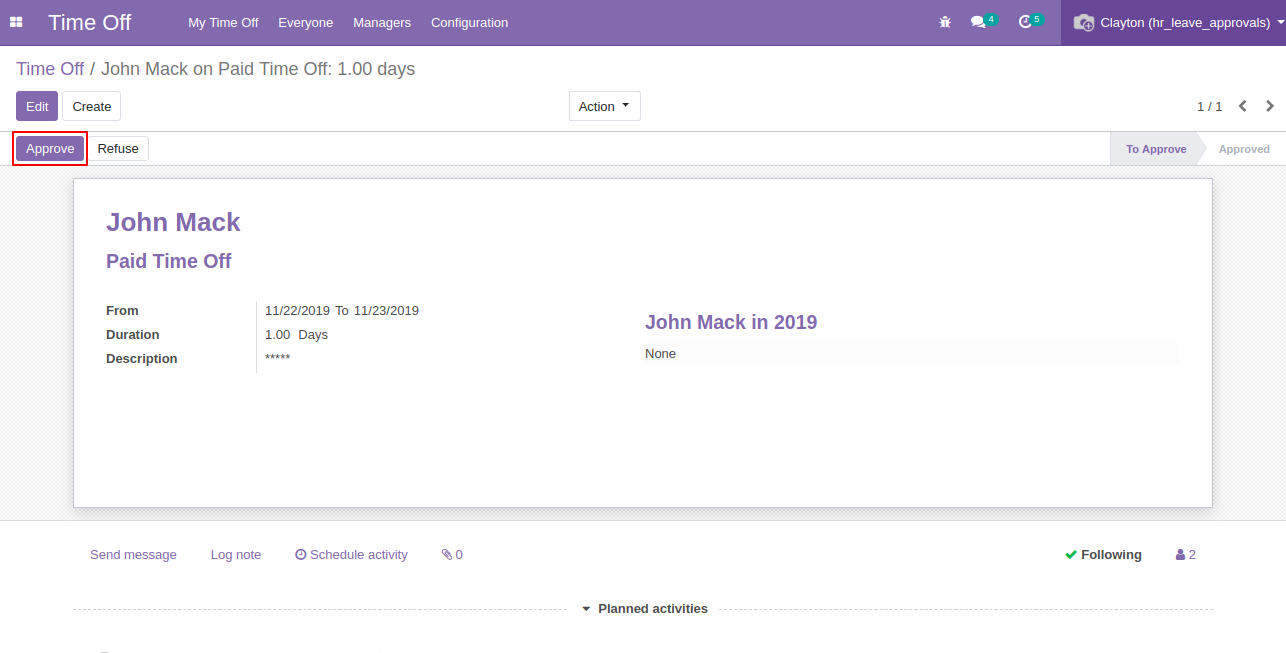 Time Off My Time Off Everyone Managers Configuration 4 5 Clayton (hr_leave_approvals)
Time Off / John Mack on Paid Time Off: 1.00 days
Edit Create Action 1 / 1
Approve Refuse To Approve Approved
John Mack
Paid Time Off
From 11/22/2019 To 11/23/2019
John Mack in 2019
Duration 1.00 Days
None
Description *****
Send message Log note Schedule activity 0 Following 2
Planned activities